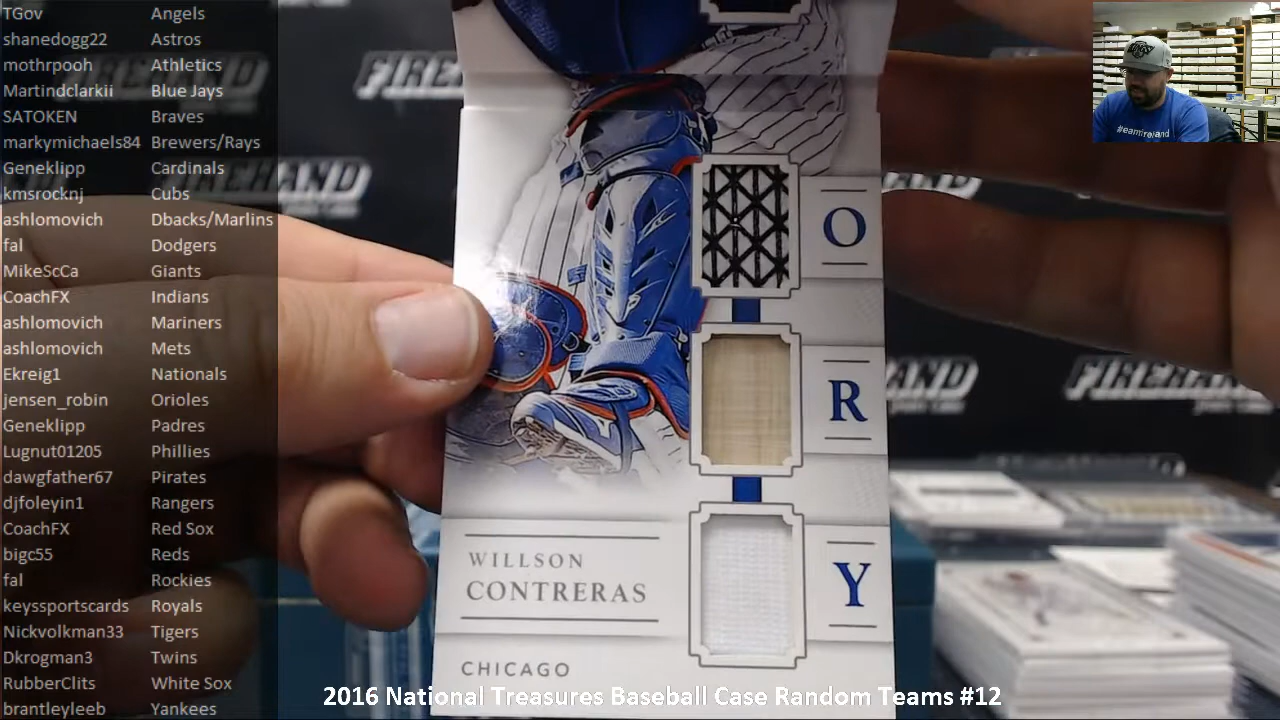 TGov Angels
shanedogg22 Astros
mothrpooh Athletics
Martindclarkii Blue Jays
SATOKEN Braves
markymichaels84 Brewers/Rays
Geneklipp Cardinals
kmsrocknj Cubs
ashlomovich Dbacks/Marlins
fal Dodgers
MikeScCa Giants
CoachFX Indians
ashlomovich Mariners
ashlomovich Mets
Ekreig1 Nationals
jensen_robin Orioles
Geneklipp Padres
Lugnut01205 Phillies
dawgfather67 Pirates
djfoleyin1 Rangers
CoachFX Red Sox
bigc55 Reds
fal Rockies
keyssportscards Royals
Nickvolkman33 Tigers
Dkrogman3 Twins
RubberClits White Sox
brantleyleeb Yankees
O
R
Y
WILLSON
CONTRERAS
CHICAGO
#teamireland
FIREHAND
2016 National Treasures Baseball Case Random Teams #12